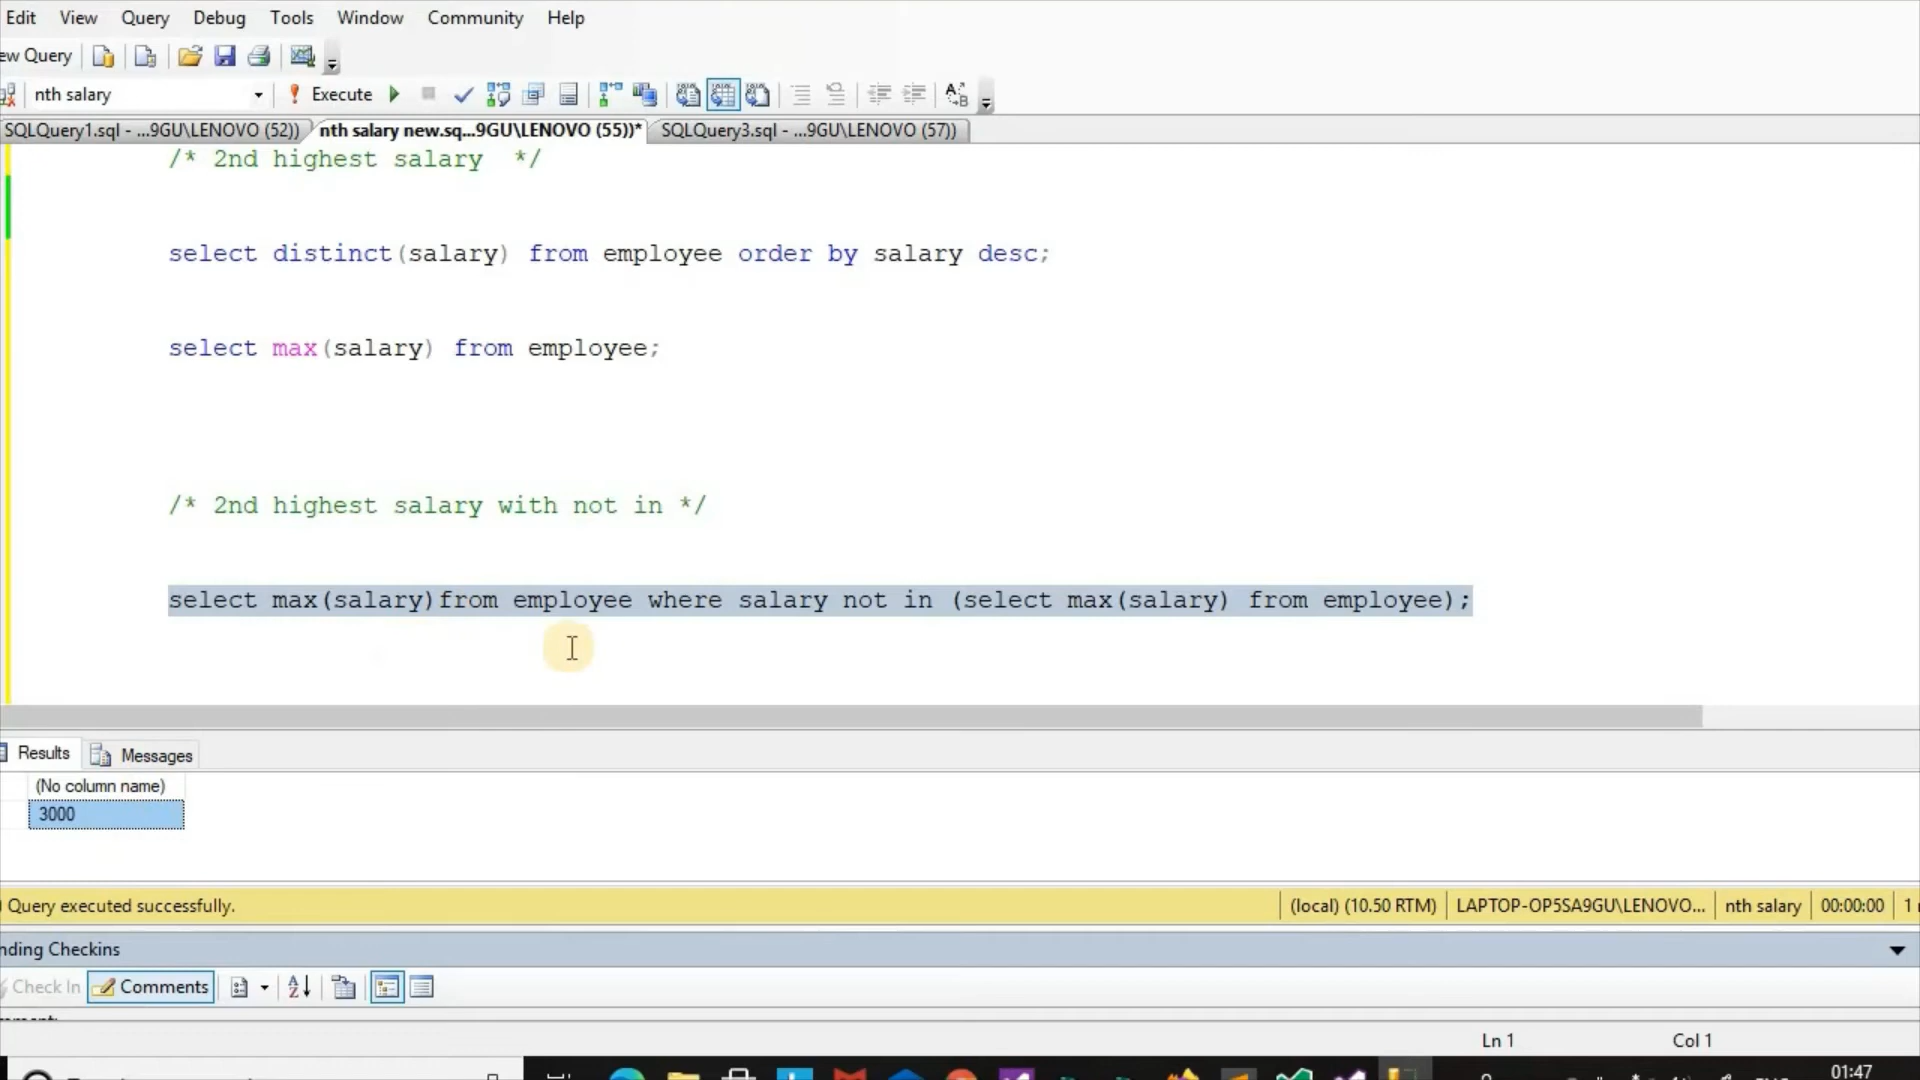 Edit View Query Debug Tools Window Community Help
ew Query
nth salary Execute
SQLQuery1.sql - ...9GU\LENOVO (52)) nth salary new.sq...9GU\LENOVO (55))* SQLQuery3.sql - ...9GU\LENOVO (57))
/* 2nd highest salary */
select distinct(salary) from employee order by salary desc;
select max(salary) from employee;
/* 2nd highest salary with not in */
select max(salary)from employee where salary not in (select max(salary) from employee);
Results Messages
(No column name)
3000
Query executed successfully. (local) (10.50 RTM) LAPTOP-OP5SA9GU\LENOVO... nth salary 00:00:00 1
nding Checkins
Check In Comments
Ln 1 Col 1
01:47